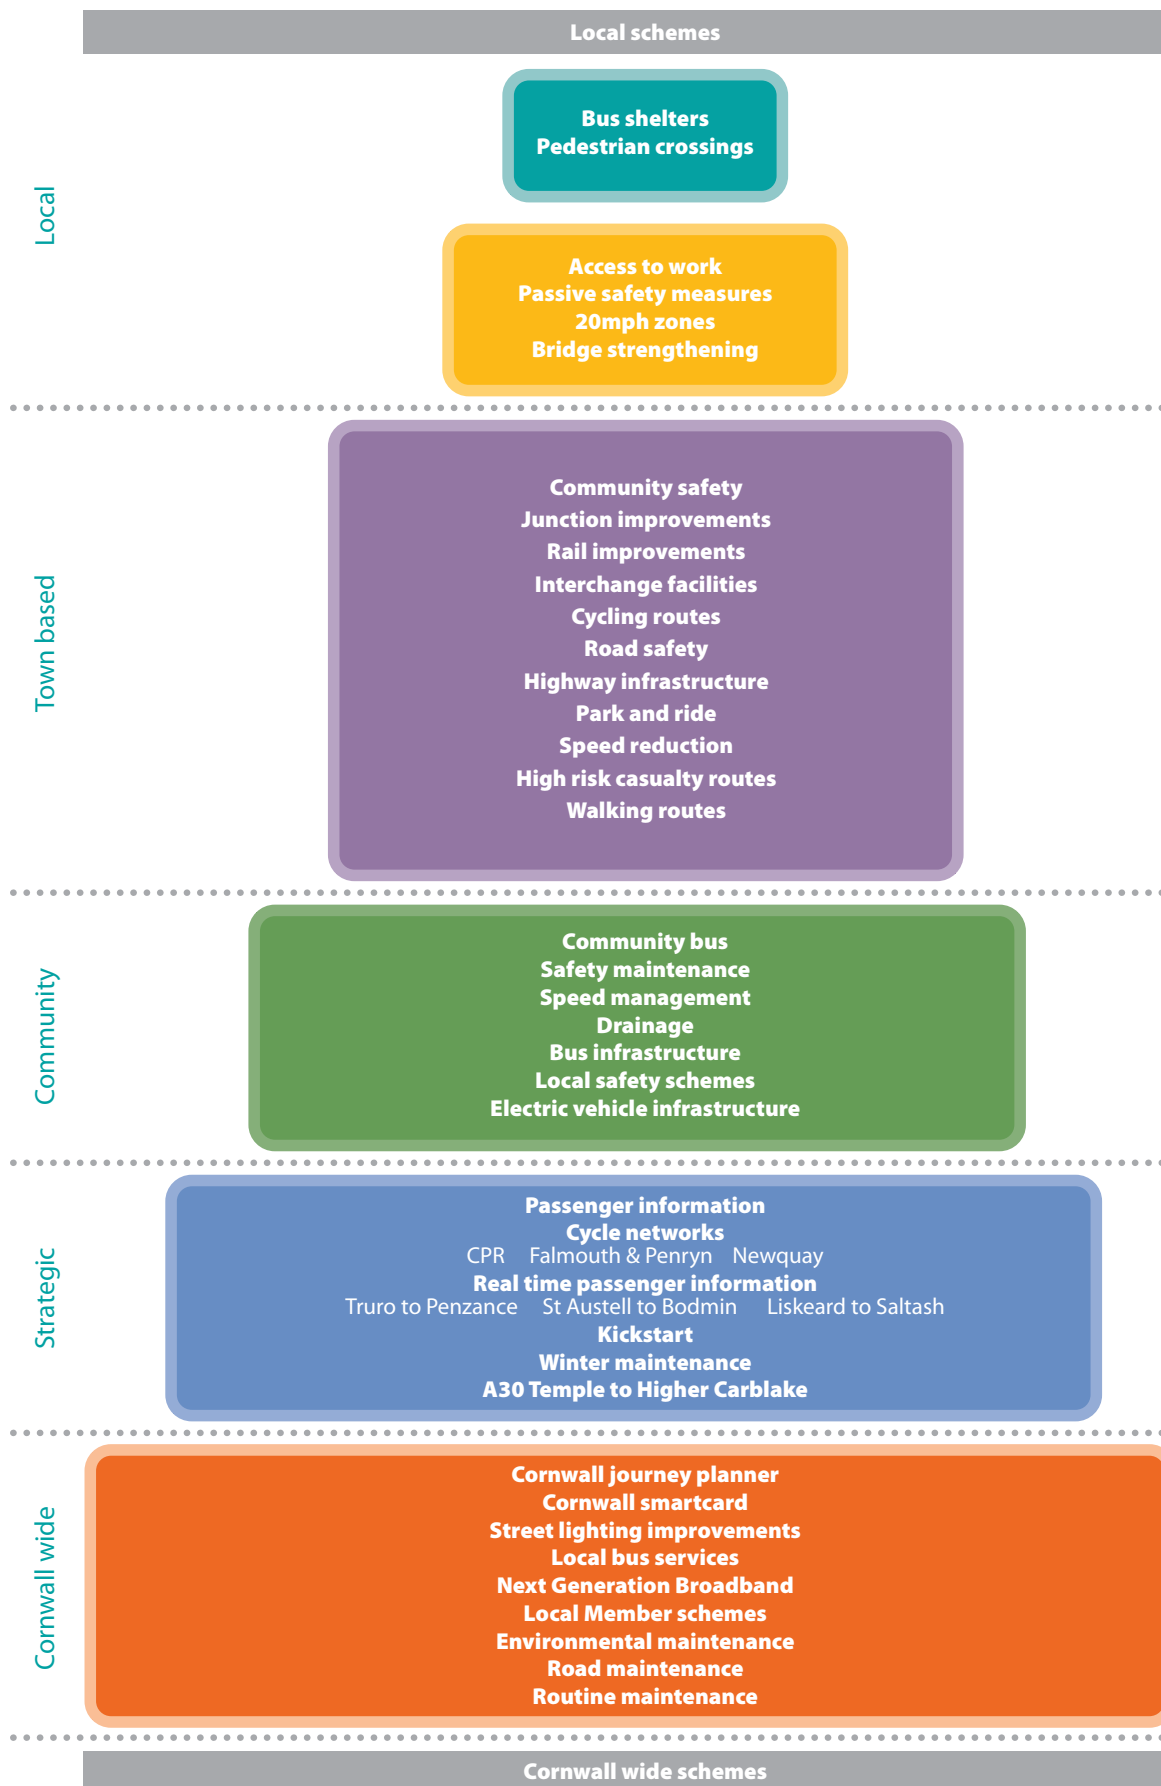 Local schemes
Local
Bus shelters
Pedestrian crossings
Access to work
Passive safety measures
20mph zones
Bridge strengthening
Town based
Community safety
Junction improvements
Rail improvements
Interchange facilities
Cycling routes
Road safety
Highway infrastructure
Park and ride
Speed reduction
High risk casualty routes
Walking routes
Community
Community bus
Safety maintenance
Speed management
Drainage
Bus infrastructure
Local safety schemes
Electric vehicle infrastructure
Strategic
Passenger information
Cycle networks
CPR Falmouth & Penryn Newquay
Real time passenger information
Truro to Penzance St Austell to Bodmin Liskeard to Saltash
Kickstart
Winter maintenance
A30 Temple to Higher Carblake
Cornwall wide
Cornwall journey planner
Cornwall smartcard
Street lighting improvements
Local bus services
Next Generation Broadband
Local Member schemes
Environmental maintenance
Road maintenance
Routine maintenance
Cornwall wide schemes